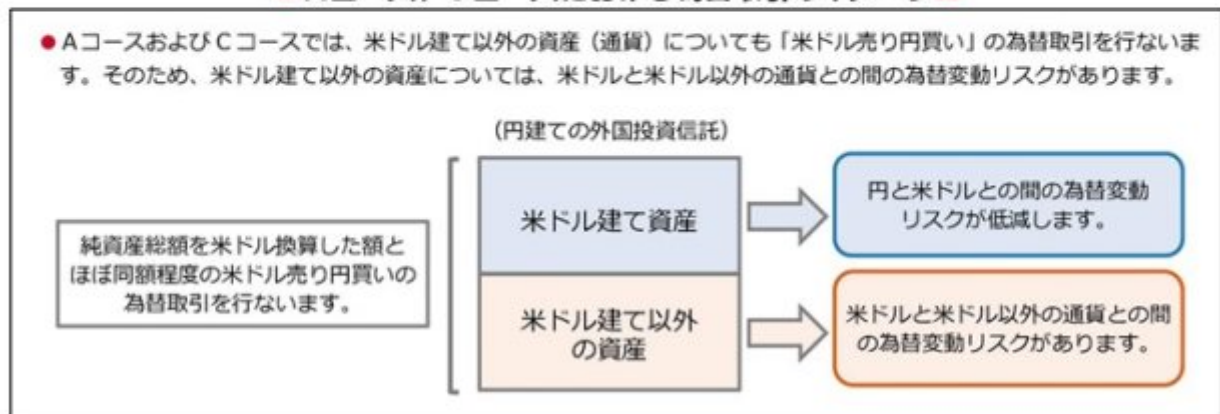 ●AコースおよびCコースでは、米ドル建て以外の資産（通貨）についても「米ドル売り円買い」の為替取引を行ないま
す。そのため、米ドル建て以外の資産については、米ドルと米ドル以外の通貨との間の為替変動リスクがあります。
（円建ての外国投資信託）
純資産総額を米ドル換算した額と
ほぼ同額程度の米ドル売り円買いの
為替取引を行ないます。
米ドル建て資産
円と米ドルとの間の為替変動
リスクが低減します。
米ドル建て以外
の資産
米ドルと米ドル以外の通貨との間
の為替変動リスクがあります。